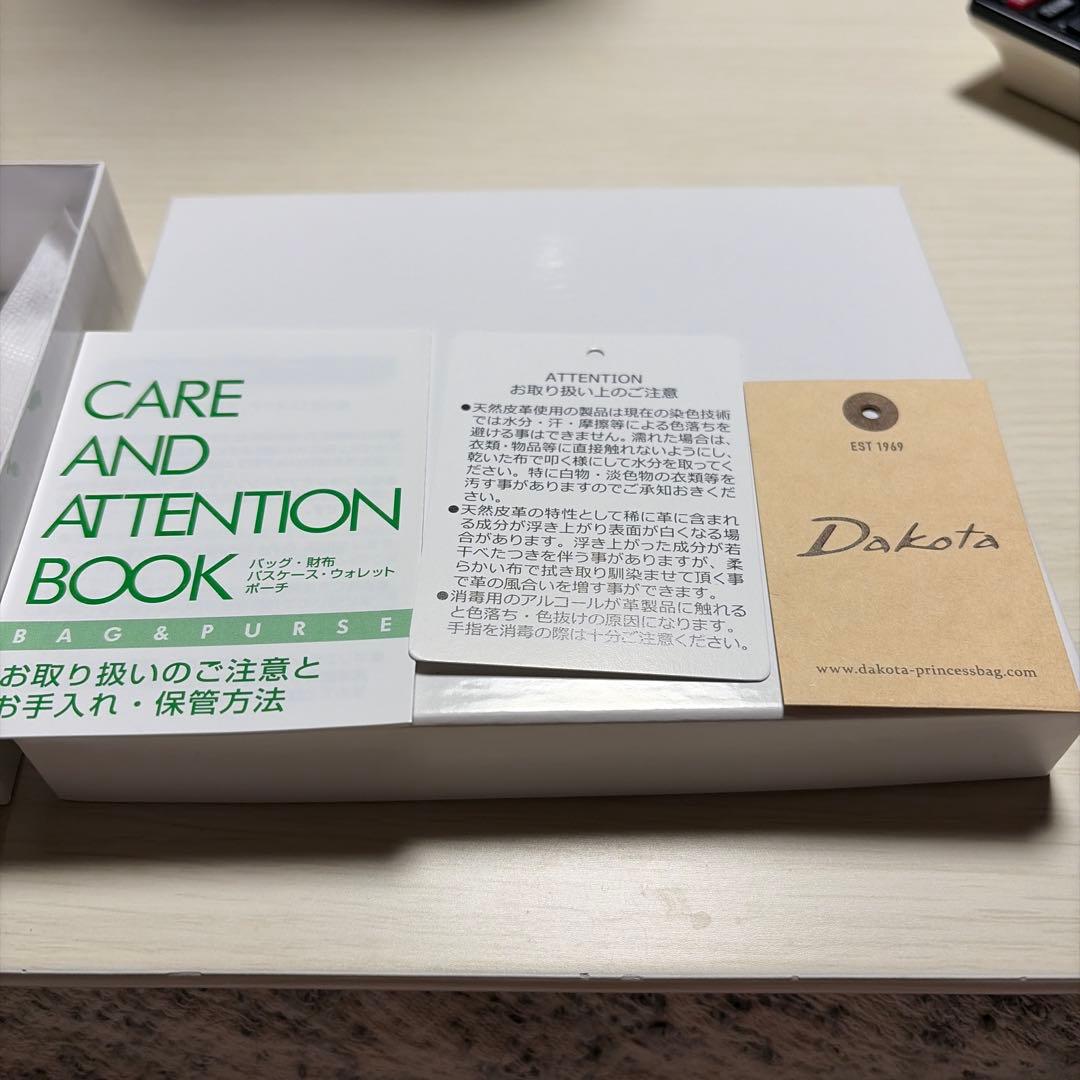 CARE
AND
ATTENTION
BOOK
バッグ・財布
パスケース・ウォレット
ポーチ
BAG&PURSE
お取り扱いのご注意と
お手入れ・保管方法
ATTENTION
お取り扱い上のご注意
●天然皮革使用の製品は現在の染色技術
では水分・汗・摩擦等による色落ちを
避ける事はできません。濡れた場合は、
衣類・物品等に直接触れないようにし、
乾いた布で叩く様にして水分を取ってく
ださい。特に白物・淡色物の衣類等を
汚す事がありますのでご承知おきくだ
さい。
●天然皮革の特性として稀に革に含まれ
る成分が浮き上がり表面が白くなる場
合があります。浮き上がった成分が若
干べたつきを伴う事がありますが、柔
らかい布で拭き取り馴染ませて頂く事
で革の風合いを増す事ができます。
●消毒用のアルコールが革製品に触れる
と色落ち・色抜けの原因になります。
手指を消毒の際は十分ご注意ください。
EST 1969
Dakota
www.dakota-princessbag.com